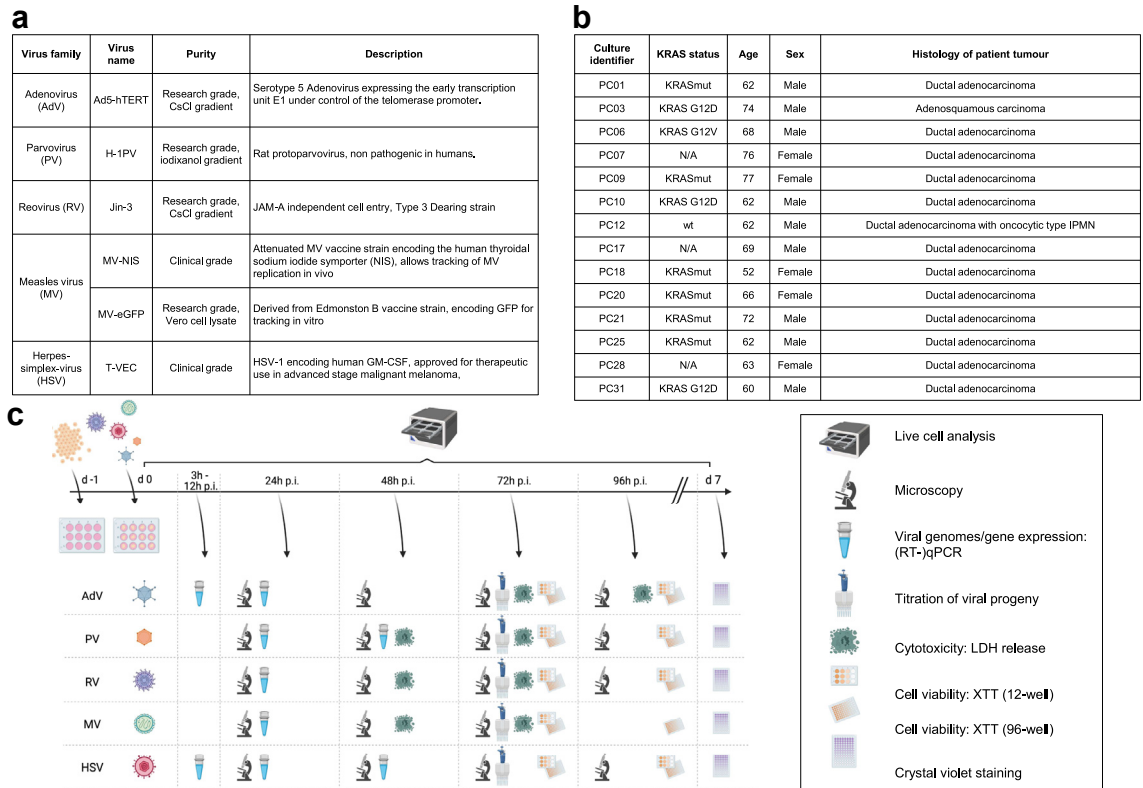 a
Virus family Virus name Purity Description
Adenovirus (AdV) Ad5-hTERT Research grade, CsCl gradient Serotype 5 Adenovirus expressing the early transcription unit E1 under control of the telomerase promoter.
Parvovirus (PV) H-1PV Research grade, iodixanol gradient Rat protoparvovirus, non pathogenic in humans.
Reovirus (RV) Jin-3 Research grade, CsCl gradient JAM-A independent cell entry, Type 3 Dearing strain
Measles virus (MV) MV-NIS Clinical grade Attenuated MV vaccine strain encoding the human thyroidal sodium iodide symporter (NIS), allows tracking of MV replication in vivo
MV-eGFP Research grade, Vero cell lysate Derived from Edmonston B vaccine strain, encoding GFP for tracking in vitro
Herpes-simplex-virus (HSV) T-VEC Clinical grade HSV-1 encoding human GM-CSF, approved for therapeutic use in advanced stage malignant melanoma,
b
Culture identifier KRAS status Age Sex Histology of patient tumour
PC01 KRASmut 62 Male Ductal adenocarcinoma
PC03 KRAS G12D 74 Male Adenosquamous carcinoma
PC06 KRAS G12V 68 Male Ductal adenocarcinoma
PC07 N/A 76 Female Ductal adenocarcinoma
PC09 KRASmut 77 Female Ductal adenocarcinoma
PC10 KRAS G12D 62 Male Ductal adenocarcinoma
PC12 wt 62 Male Ductal adenocarcinoma with oncocytic type IPMN
PC17 N/A 69 Male Ductal adenocarcinoma
PC18 KRASmut 52 Female Ductal adenocarcinoma
PC20 KRASmut 66 Female Ductal adenocarcinoma
PC21 KRASmut 72 Male Ductal adenocarcinoma
PC25 KRASmut 62 Male Ductal adenocarcinoma
PC28 N/A 63 Female Ductal adenocarcinoma
PC31 KRAS G12D 60 Male Ductal adenocarcinoma
c
d -1 d 0 3h - 12h p.i. 24h p.i. 48h p.i. 72h p.i. 96h p.i. d 7
AdV
PV
RV
MV
HSV
Live cell analysis
Microscopy
Viral genomes/gene expression:
(RT-)qPCR
Titration of viral progeny
Cytotoxicity: LDH release
Cell viability: XTT (12-well)
Cell viability: XTT (96-well)
Crystal violet staining